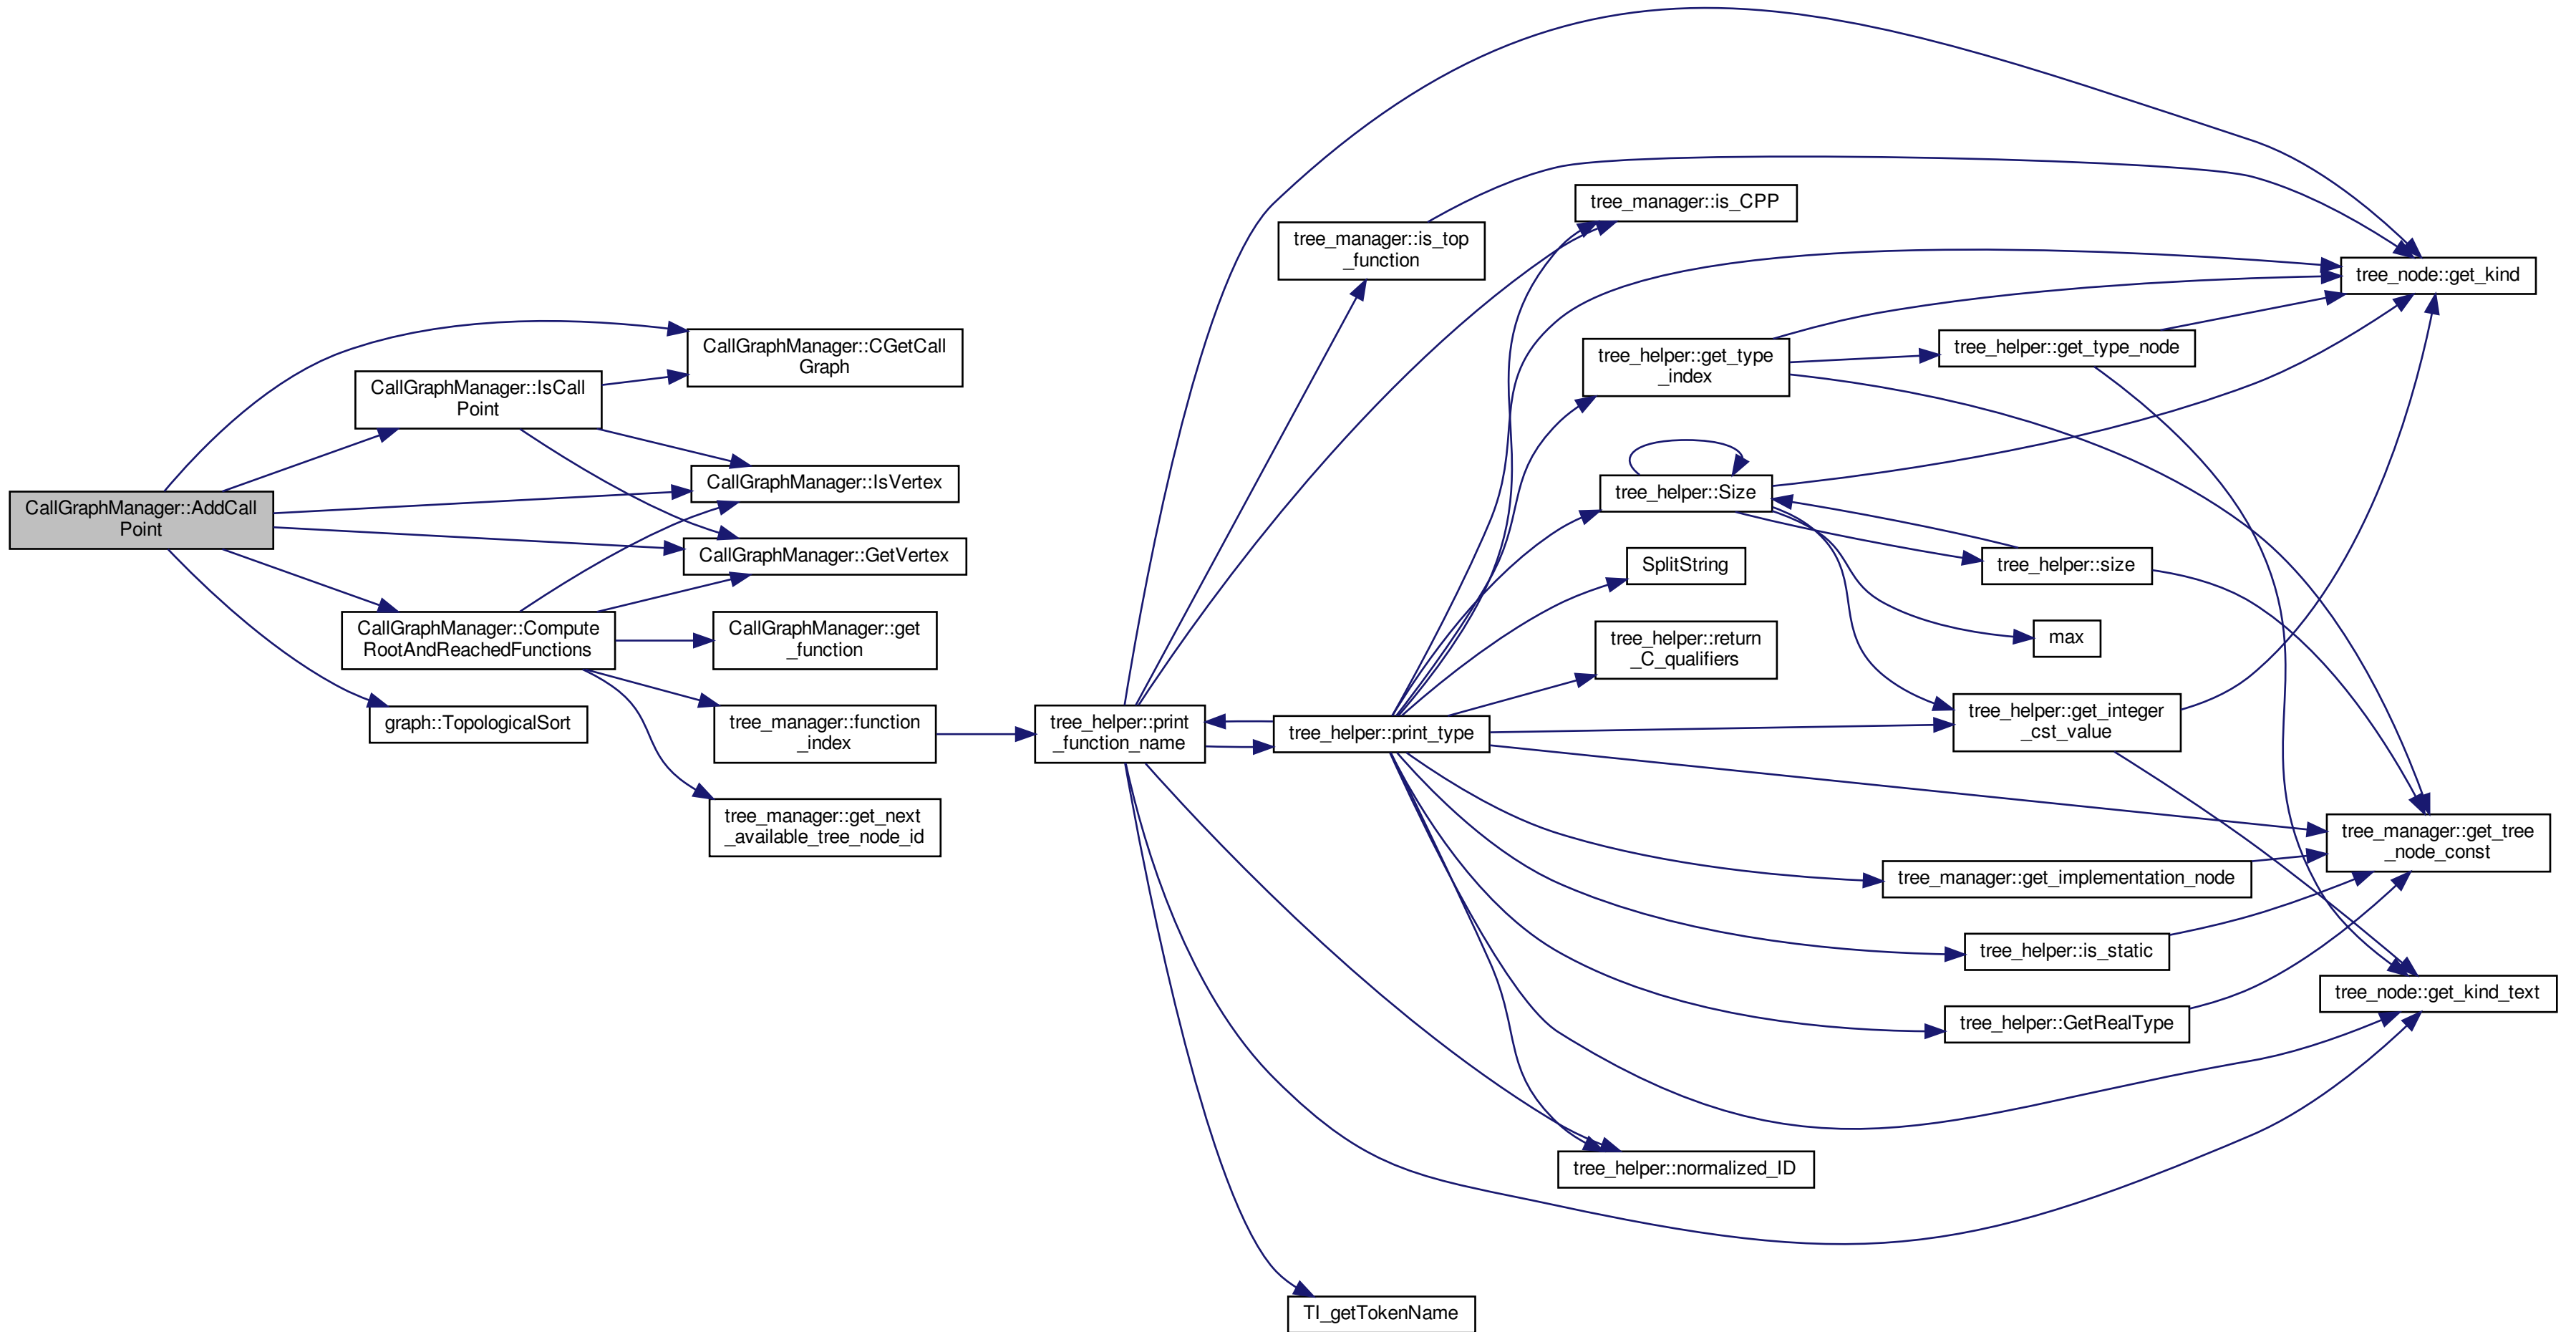 CallGraphManager::AddCall
Point
CallGraphManager::CGetCall
Graph
CallGraphManager::IsCall
Point
CallGraphManager::IsVertex
CallGraphManager::GetVertex
CallGraphManager::Compute
RootAndReachedFunctions
CallGraphManager::get
_function
graph::TopologicalSort
tree_manager::function
_index
tree_manager::get_next
_available_tree_node_id
tree_helper::print
_function_name
tree_manager::is_top
_function
tree_helper::print_type
TI_getTokenName
tree_manager::is_CPP
tree_helper::get_type
_index
tree_helper::Size
SplitString
tree_helper::return
_C_qualifiers
tree_helper::normalized_ID
tree_helper::get_type_node
tree_helper::size
max
tree_helper::get_integer
_cst_value
tree_manager::get_implementation_node
tree_helper::is_static
tree_helper::GetRealType
tree_node::get_kind
tree_manager::get_tree
_node_const
tree_node::get_kind_text